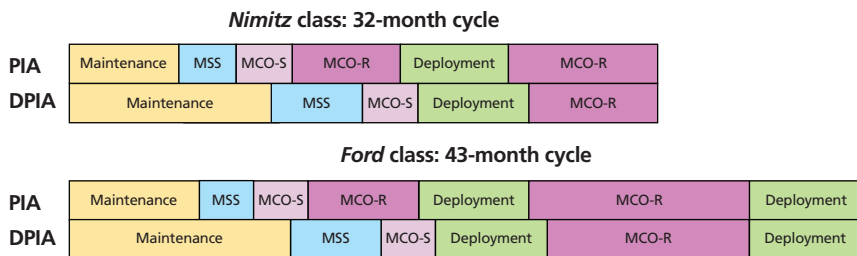 Nimitz class: 32-month cycle
PIA Maintenance MSS MCO-S MCO-R Deployment MCO-R
DPIA Maintenance MSS MCO-S Deployment MCO-R
Ford class: 43-month cycle
PIA Maintenance MSS MCO-S MCO-R Deployment MCO-R Deployment
DPIA Maintenance MSS MCO-S Deployment MCO-R Deployment